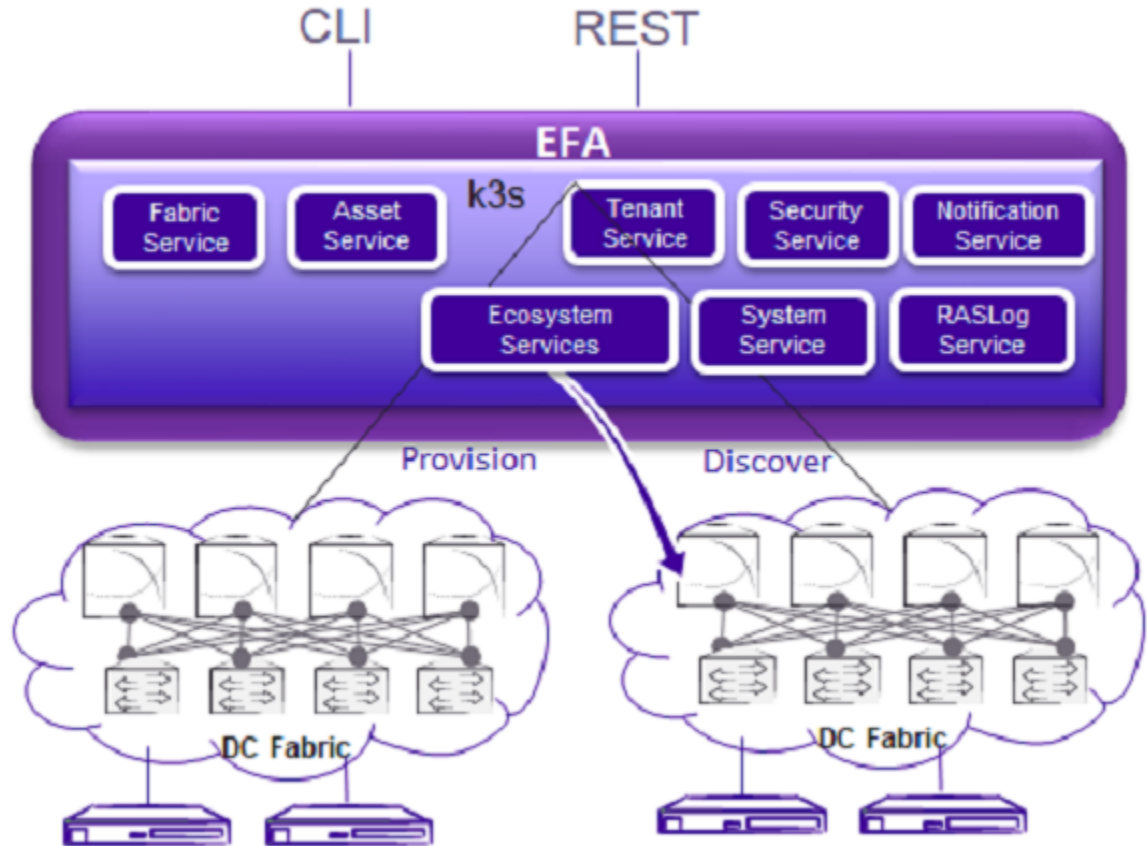 CLI
REST
EFA
k3s
Fabric
Service
Asset
Service
Tenant
Service
Security
Service
Notification
Service
Ecosystem
Services
System
Service
RASLog
Service
Provision
Discover
DC Fabric
DC Fabric